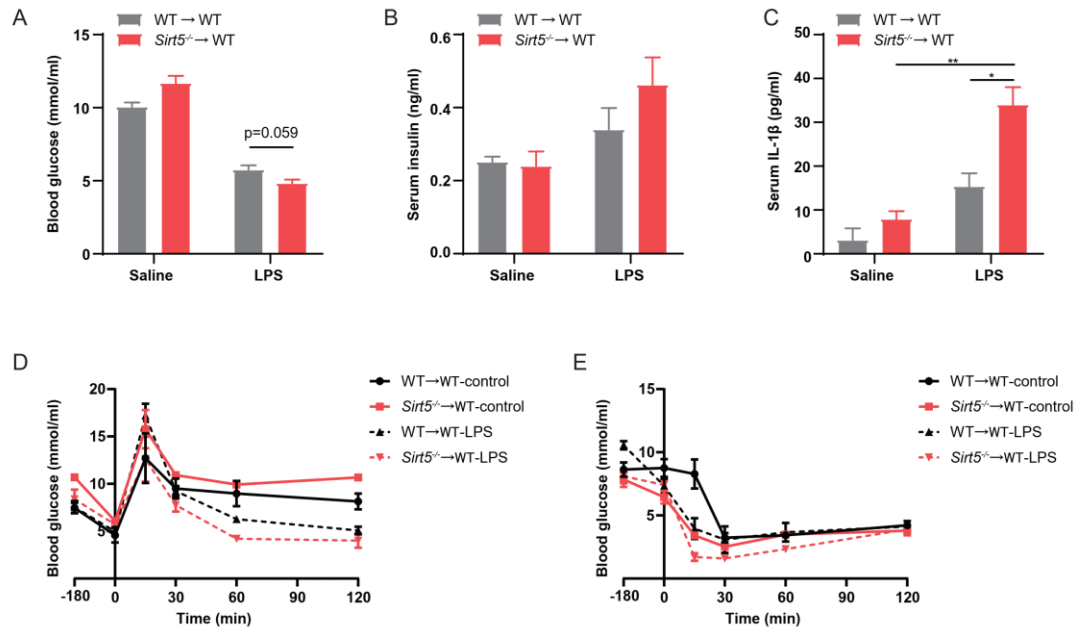 A
WT → WT
Sirt5-/-→ WT
Blood glucose (mmol/ml)
15
10
5
0
p=0.059
Saline
LPS
B
WT → WT
Sirt5-/-→ WT
Serum insulin (ng/ml)
0.6
0.4
0.2
0.0
Saline
LPS
C
WT → WT
Sirt5-/-→ WT
Serum IL-1β (pg/ml)
50
40
30
20
10
0
**
*
Saline
LPS
D
Blood glucose (mmol/ml)
20
15
10
5
-180
0
30
60
90
120
Time (min)
WT→WT-control
Sirt5-/-→WT-control
WT→WT-LPS
Sirt5-/-→WT-LPS
E
Blood glucose (mmol/ml)
15
10
5
-180
0
30
60
90
120
Time (min)
WT→WT-control
Sirt5-/-→WT-control
WT→WT-LPS
Sirt5-/-→WT-LPS